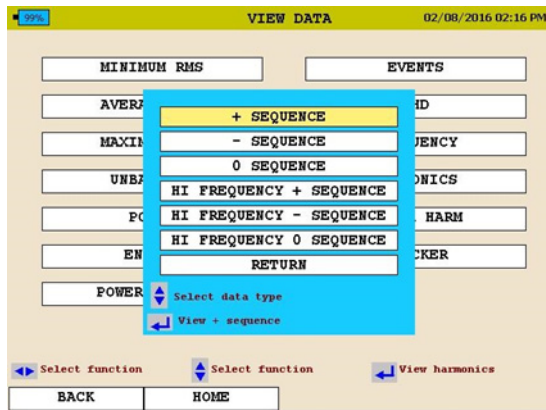 99% VIEW DATA 02/08/2016 02:16 PM
MINIMUM RMS EVENTS
+ SEQUENCE
- SEQUENCE
0 SEQUENCE
HI FREQUENCY + SEQUENCE
HI FREQUENCY - SEQUENCE
HI FREQUENCY 0 SEQUENCE
RETURN
Select data type
View + sequence
AVERA HD
MAXIM UENCY
UNBA ONICS
PO HARM
EN CKER
POWER
Select function Select function View harmonics
BACK HOME